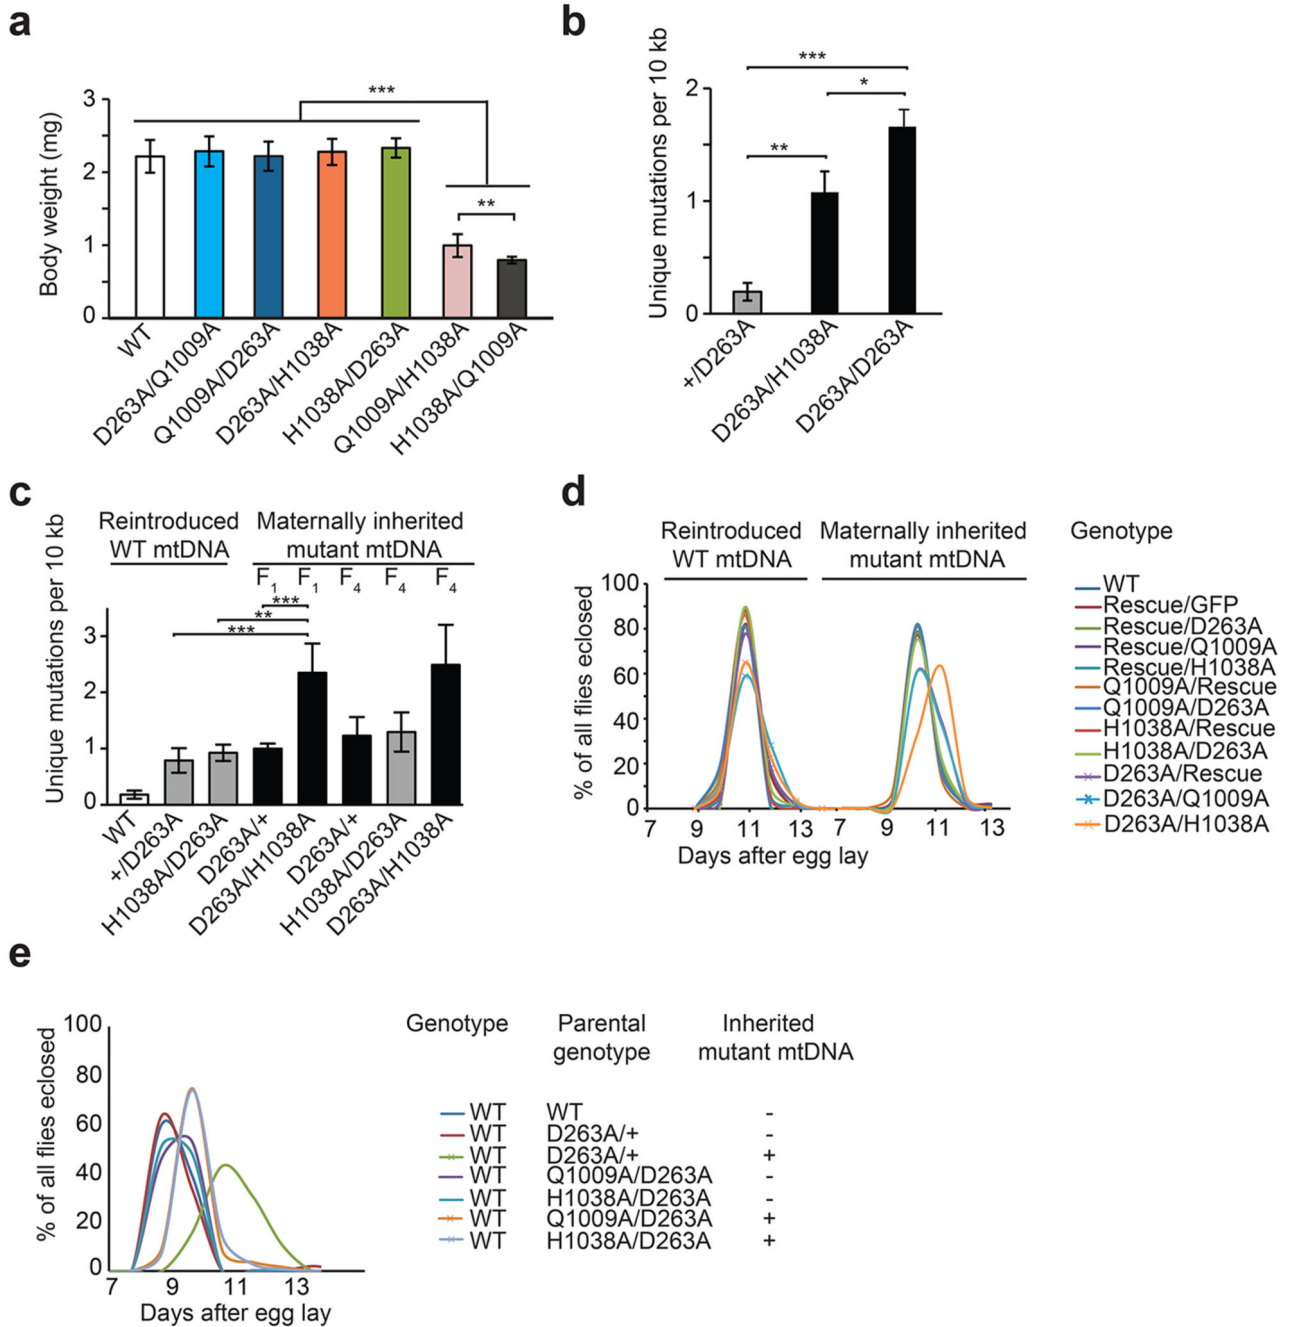 a
Body weight (mg)
3
2
1
0
***
**
WT
D263A/Q1009A
Q1009A/D263A
D263A/H1038A
H1038A/D263A
Q1009A/H1038A
H1038A/Q1009A
b
Unique mutations per 10 kb
2
1
0
***
*
**
+/D263A
D263A/H1038A
D263A/D263A
c
Reintroduced
WT mtDNA
Maternally inherited
mutant mtDNA
F1 F1 F4 F4 F4
***
**
***
Unique mutations per 10 kb
3
2
1
0
WT
+/D263A
H1038A/D263A
D263A/+
D263A/H1038A
D263A/+
H1038A/D263A
D263A/H1038A
d
Reintroduced
WT mtDNA
Maternally inherited
mutant mtDNA
% of all flies eclosed
100
80
60
40
20
0
7 9 11 13 7 9 11 13
Days after egg lay
Genotype
WT
Rescue/GFP
Rescue/D263A
Rescue/Q1009A
Rescue/H1038A
Q1009A/Rescue
Q1009A/D263A
H1038A/Rescue
H1038A/D263A
D263A/Rescue
D263A/Q1009A
D263A/H1038A
e
% of all flies eclosed
100
80
60
40
20
0
7 9 11 13
Days after egg lay
Genotype Parental genotype Inherited mutant mtDNA
WT WT -
WT D263A/+ -
WT D263A/+ +
WT Q1009A/D263A -
WT H1038A/D263A -
WT Q1009A/D263A +
WT H1038A/D263A +